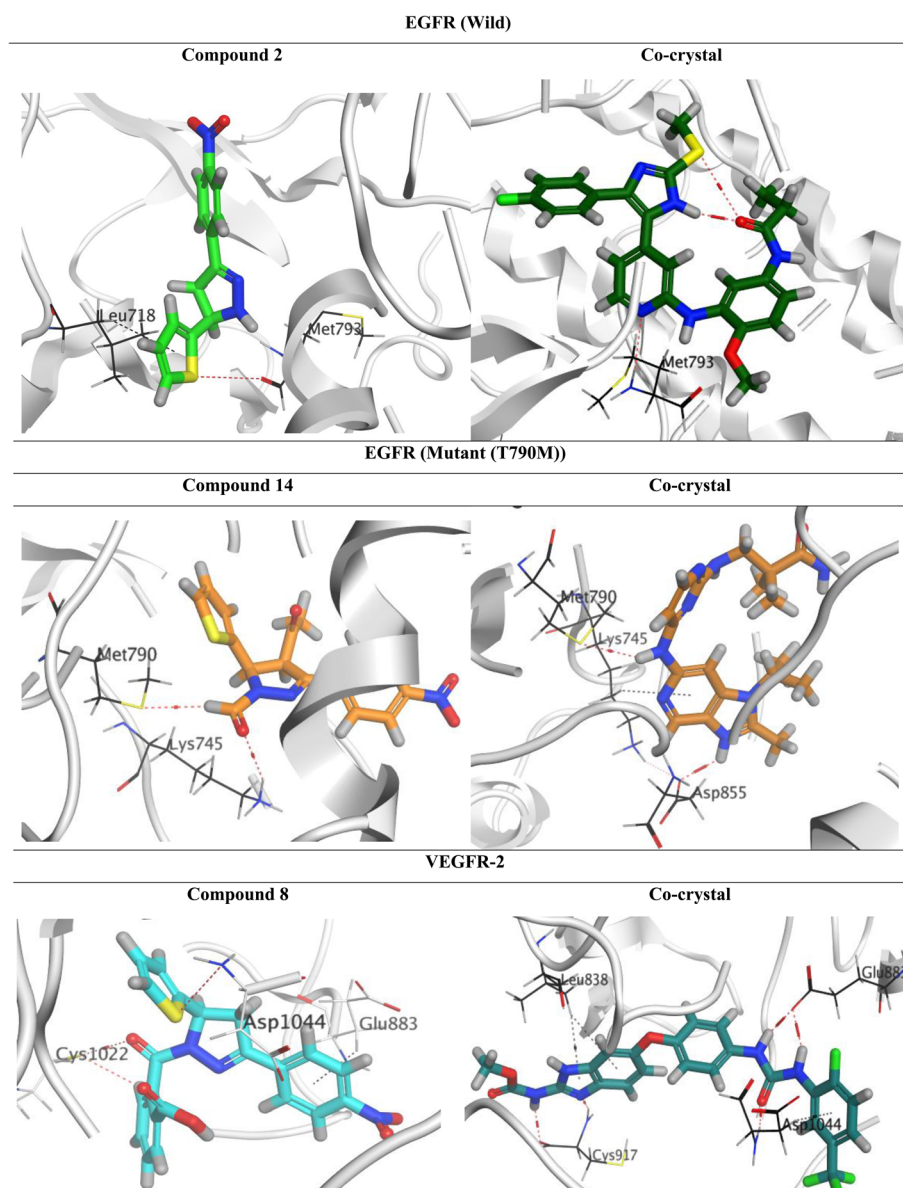 EGFR (Wild)
Compound 2
Co-crystal
Leu718
Met793
Met793
EGFR (Mutant (T790M))
Compound 14
Co-crystal
Met790
Lys745
Met790
Lys745
Asp855
VEGFR-2
Compound 8
Co-crystal
Asp1044
Glu883
Cys1022
Leu838
Glu883
Asp1044
Cys917